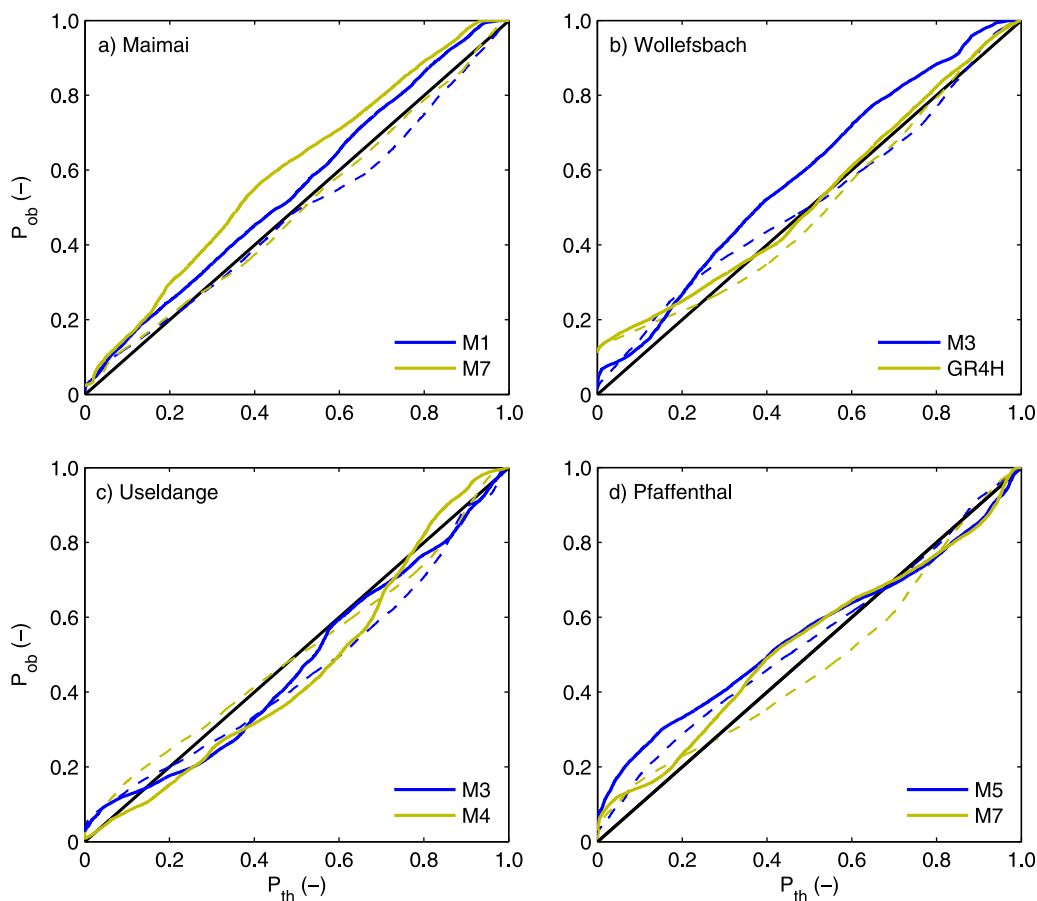 a) Maimai
1.0
0.8
0.6
0.4
0.2
0
P_ob (–)
M1
M7
0 0.2 0.4 0.6 0.8 1.0
b) Wollefsbach
1.0
0.8
0.6
0.4
0.2
0
M3
GR4H
0 0.2 0.4 0.6 0.8 1.0
c) Useldange
1.0
0.8
0.6
0.4
0.2
0
P_ob (–)
M3
M4
0 0.2 0.4 0.6 0.8 1.0
P_th (–)
d) Pfaffenthal
1.0
0.8
0.6
0.4
0.2
0
M5
M7
0 0.2 0.4 0.6 0.8 1.0
P_th (–)